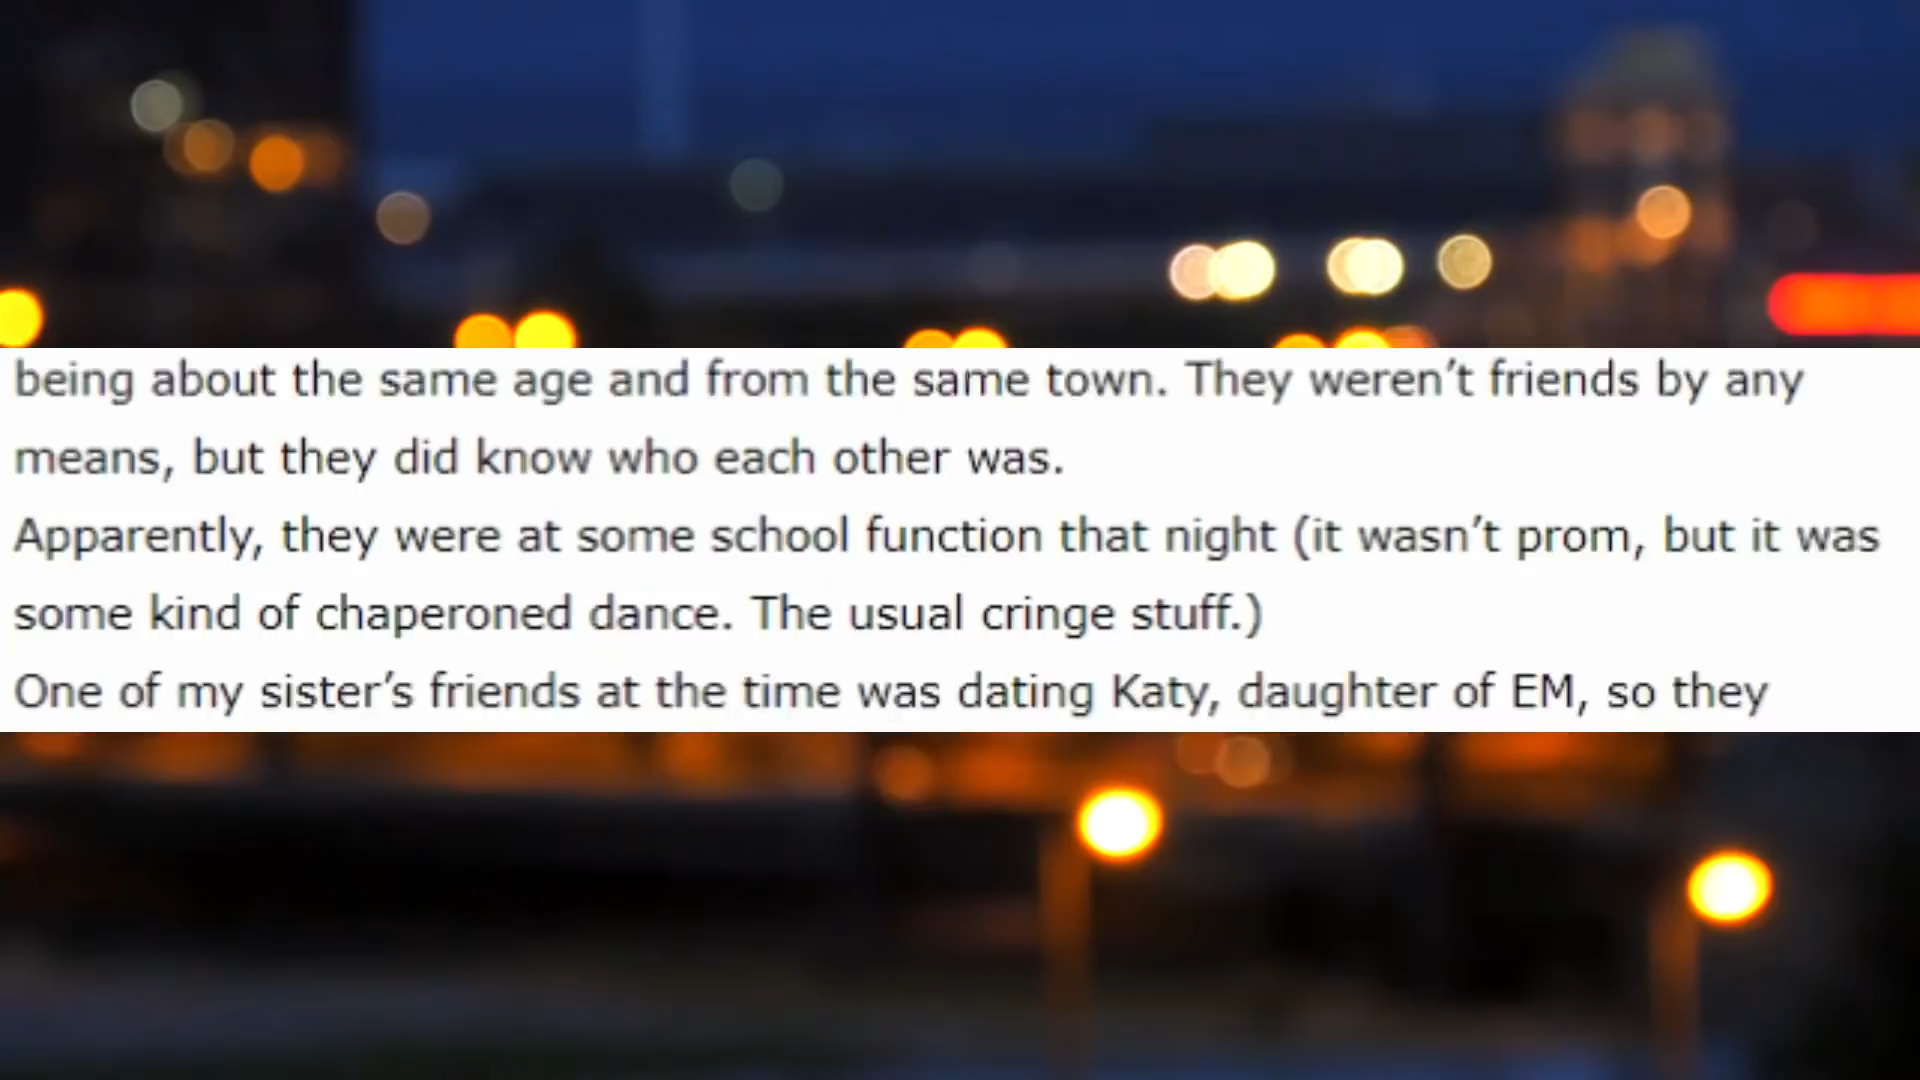 being about the same age and from the same town. They weren’t friends by any
means, but they did know who each other was.
Apparently, they were at some school function that night (it wasn’t prom, but it was
some kind of chaperoned dance. The usual cringe stuff.)
One of my sister’s friends at the time was dating Katy, daughter of EM, so they